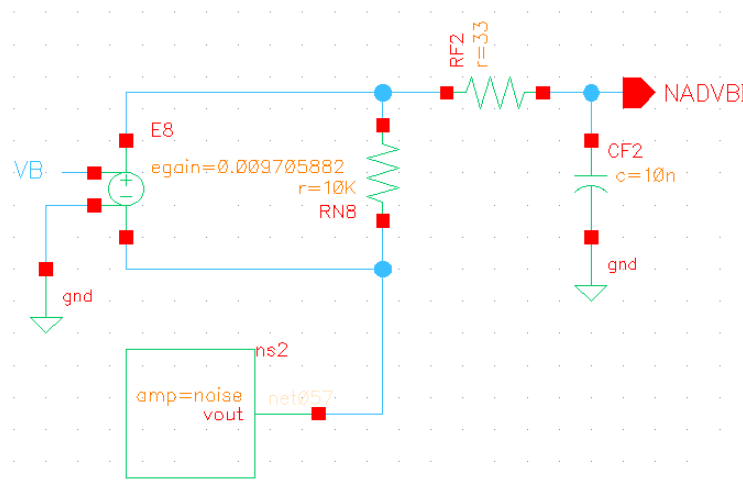 RF2
r=33
NADVBI
E8
VB
egain=0.009705882
r=10K
RN8
CF2
c=10n
gnd
gnd
ns2
amp=noise
net057
vout